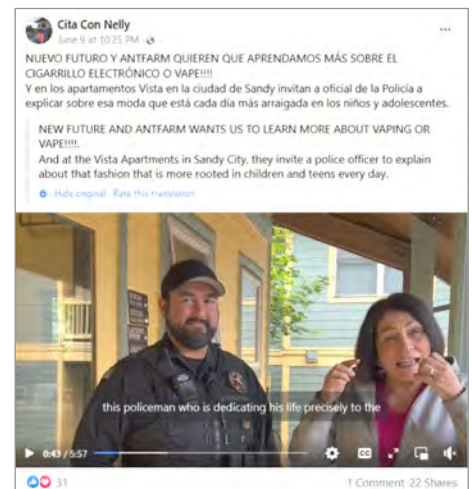 Cita Con Nelly
June 9 at 10:25 PM
NUEVO FUTURO Y ANTFARM QUIEREN QUE APRENDAMOS MÁS SOBRE EL
CIGARRILLO ELECTRÓNICO O VAPE!!!!
Y en los apartamentos Vista en la ciudad de Sandy invitan a oficial de la Policía a
explicar sobre esa moda que está cada día más arraigada en los niños y adolescentes.
NEW FUTURE AND ANTFARM WANTS US TO LEARN MORE ABOUT VAPING OR
VAPE!!!!.
And at the Vista Apartments in Sandy City, they invite a police officer to explain
about that fashion that is more rooted in children and teens every day.
Hide original · Rate this translation
this policeman who is dedicating his life precisely to the
0:43 / 5:57
CC
31
1 Comment 22 Shares